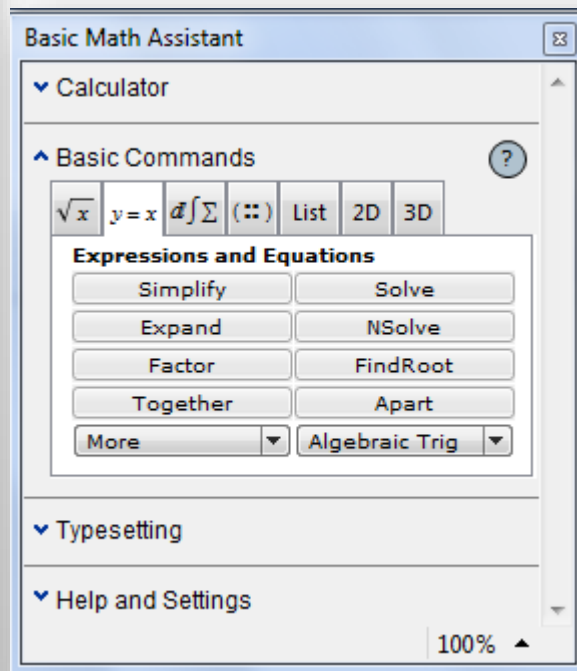 Basic Math Assistant
Calculator
Basic Commands ?
√x y = x d∫Σ (::) List 2D 3D
Expressions and Equations
Simplify Solve
Expand NSolve
Factor FindRoot
Together Apart
More Algebraic Trig
Typesetting
Help and Settings
100%